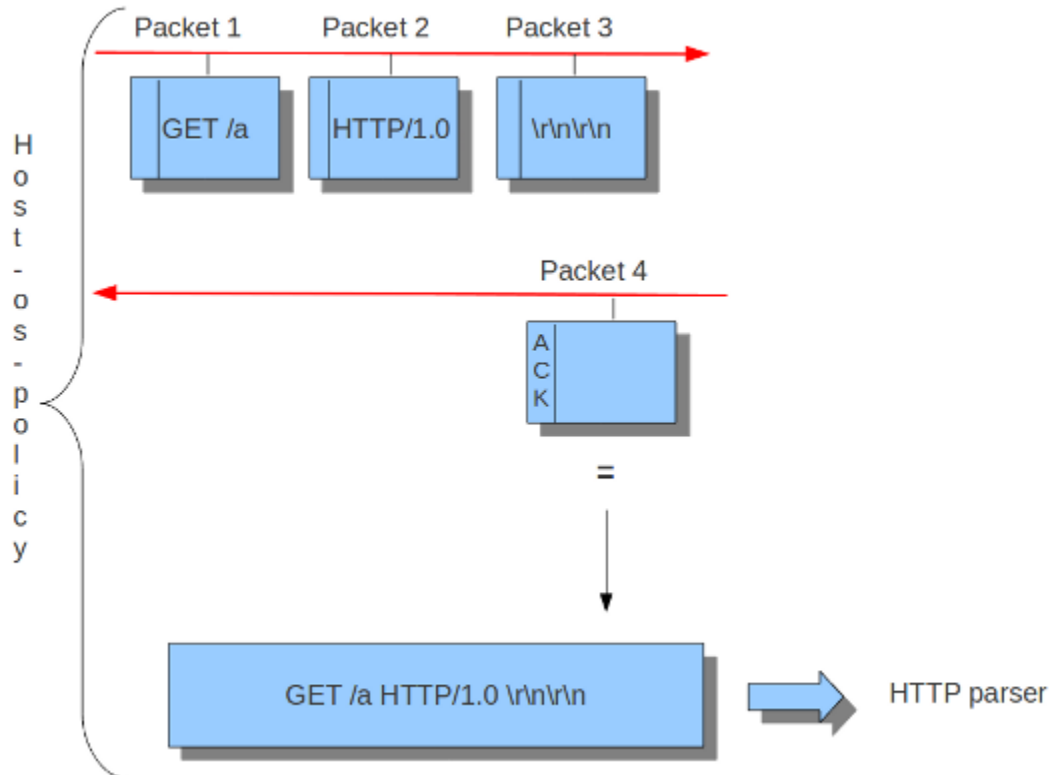 Packet 1
Packet 2
Packet 3
GET /a
HTTP/1.0
\r\n\r\n
Host-os-policy
Packet 4
ACK
=
GET /a HTTP/1.0 \r\n\r\n
HTTP parser